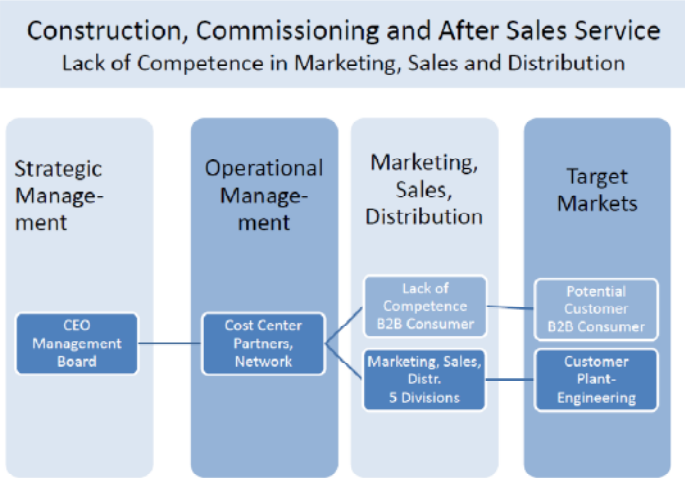 Construction, Commissioning and After Sales Service
Lack of Competence in Marketing, Sales and Distribution
Strategic
Manage-
ment
Operational
Manage-
ment
Marketing,
Sales,
Distribution
Target
Markets
CEO
Management
Board
Cost Center
Partners,
Network
Lack of
Competence
B2B Consumer
Potential
Customer
B2B Consumer
Marketing, Sales,
Distr.
5 Divisions
Customer
Plant-
Engineering